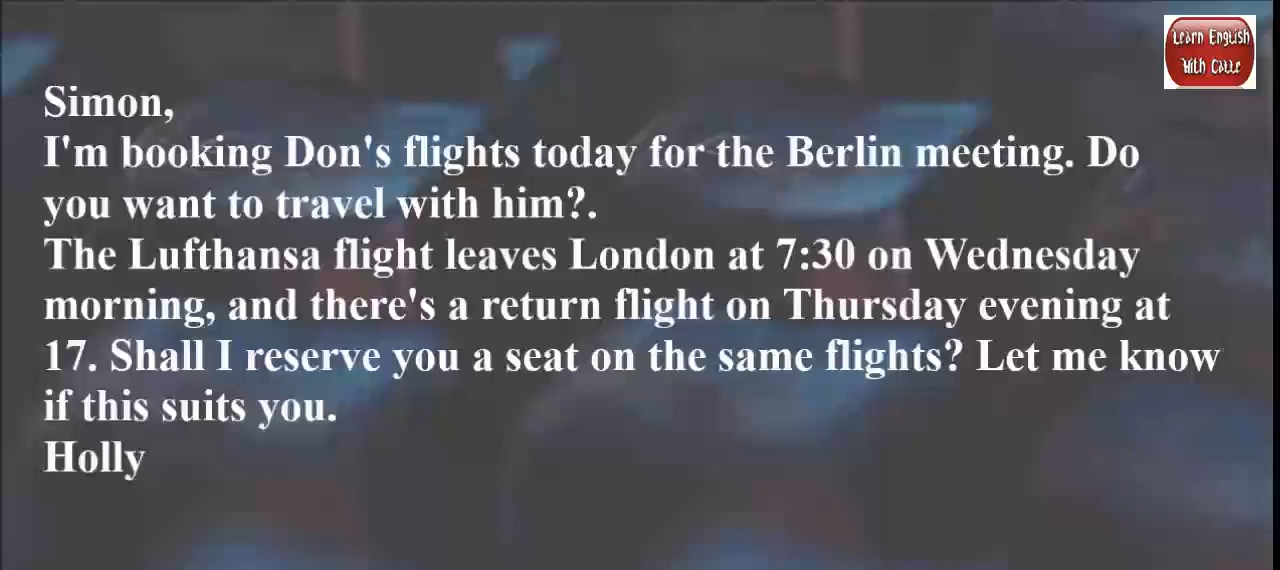 Learn English
With Catte
Simon,
I'm booking Don's flights today for the Berlin meeting. Do
you want to travel with him?.
The Lufthansa flight leaves London at 7:30 on Wednesday
morning, and there's a return flight on Thursday evening at
17. Shall I reserve you a seat on the same flights? Let me know
if this suits you.
Holly